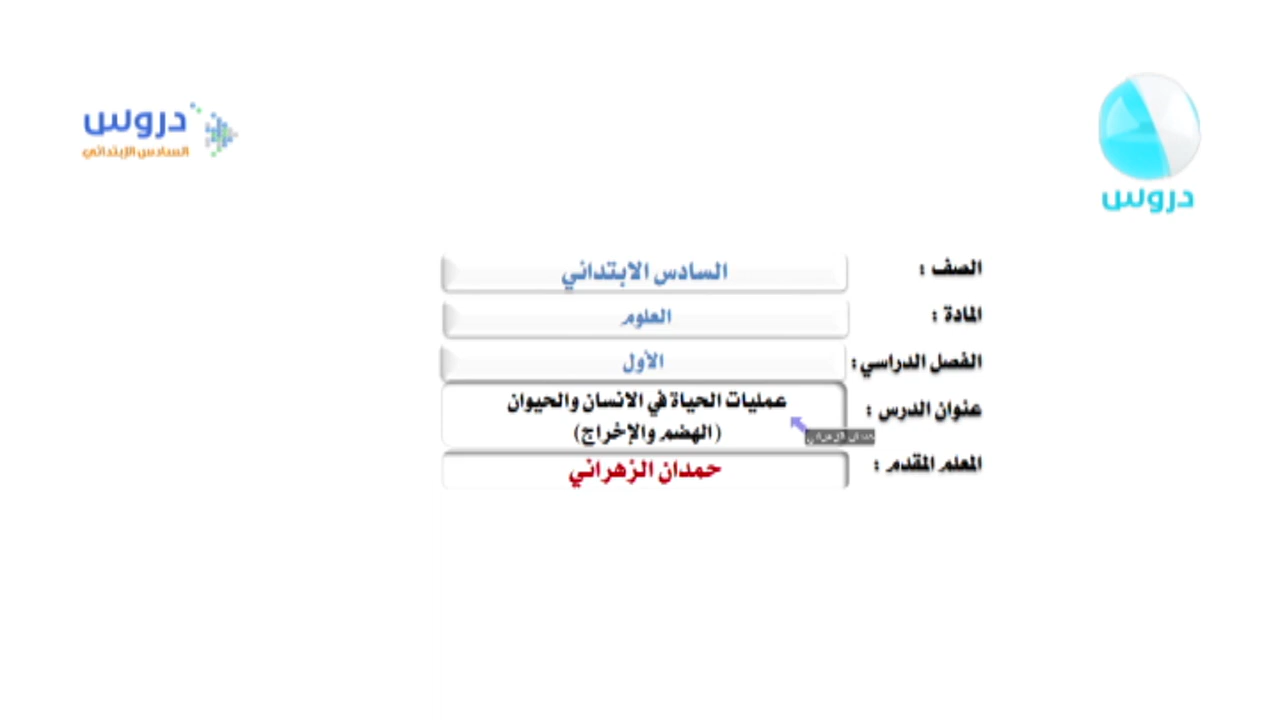 دروس
السادس الإبتدائي
دروس
الصف : السادس الابتدائي
المادة : العلوم
الفصل الدراسي : الأول
عنوان الدرس : عمليات الحياة في الانسان والحيوان
(الهضم والإخراج)
المعلم المقدم : حمدان الزهراني